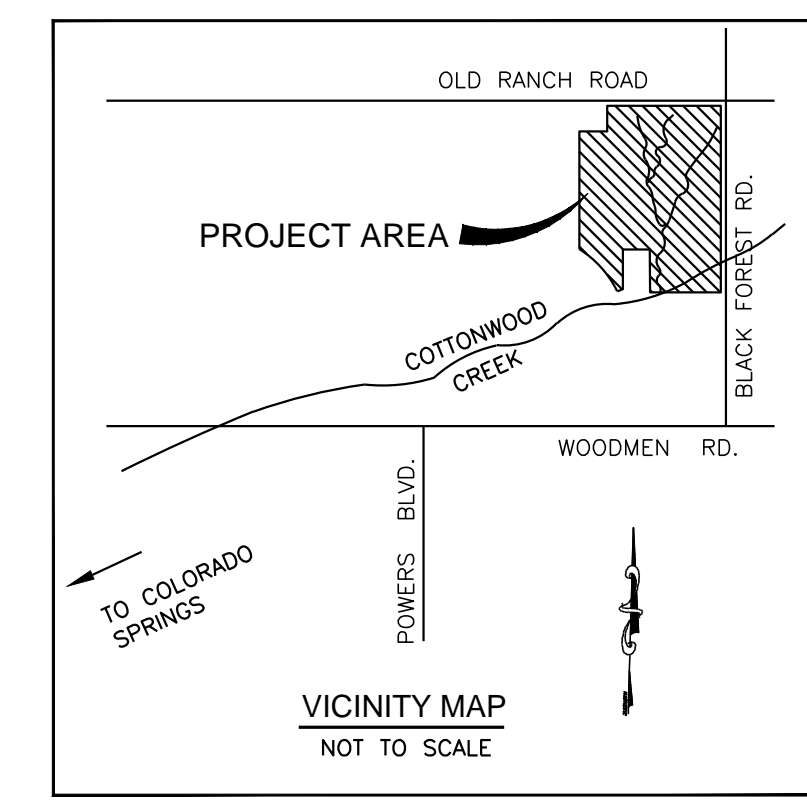 OLD RANCH ROAD
PROJECT AREA
BLACK FOREST RD.
COTTONWOOD
CREEK
WOODMEN RD.
POWERS BLVD.
TO COLORADO
SPRINGS
VICINITY MAP
NOT TO SCALE